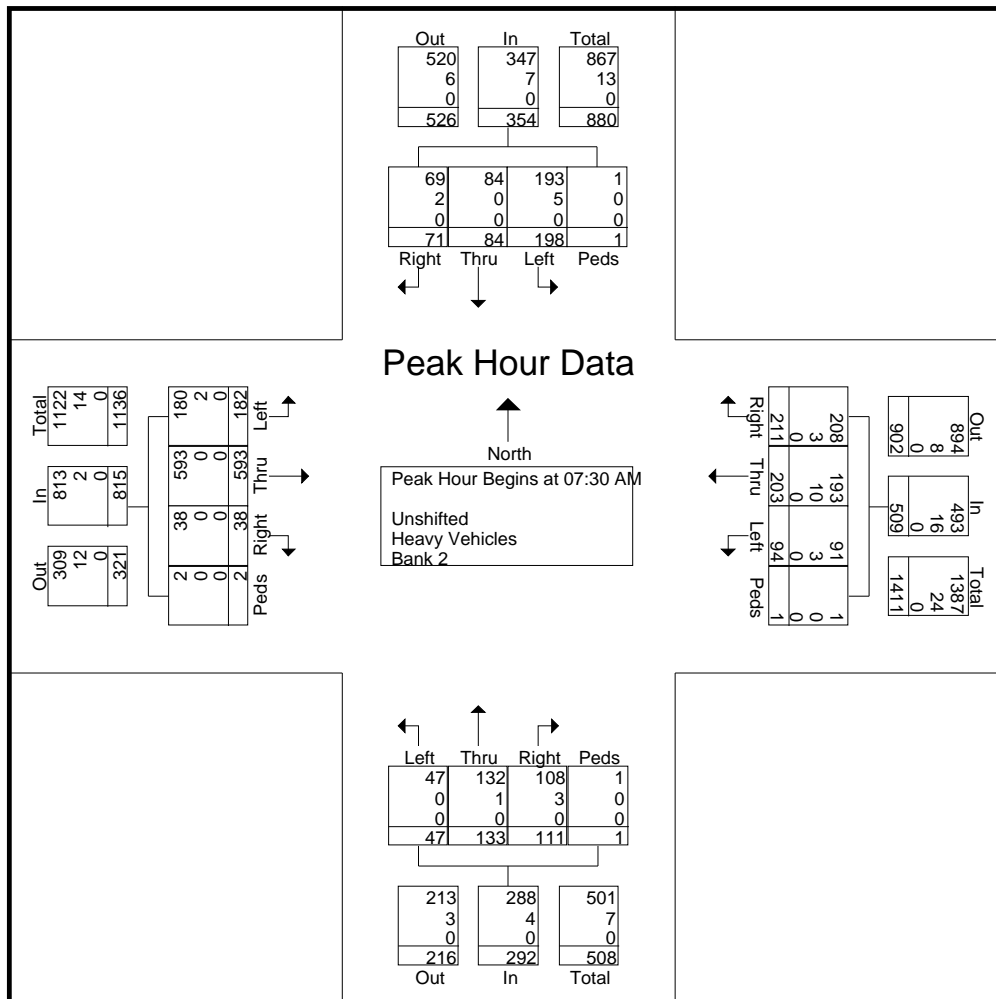 Out In Total
520 347 867
6 7 13
0 0 0
526 354 880
69 84 193 1
2 0 5 0
0 0 0 0
71 84 198 1
Right Thru Left Peds
Peak Hour Data
North
Peak Hour Begins at 07:30 AM
Unshifted
Heavy Vehicles
Bank 2
Total
1122
14
0
1136
In
813
2
0
815
Out
309
12
0
321
180
2
0
182
Left
593
0
0
593
Thru
38
0
0
38
Right
2
0
0
2
Peds
Right
208
3
0
211
Thru
193
10
0
203
Left
91
3
0
94
Peds
1
0
0
1
Out
894
8
0
902
In
493
16
0
509
Total
1387
24
0
1411
Left Thru Right Peds
47 132 108 1
0 1 3 0
0 0 0 0
47 133 111 1
213 288 501
3 4 7
0 0 0
216 292 508
Out In Total